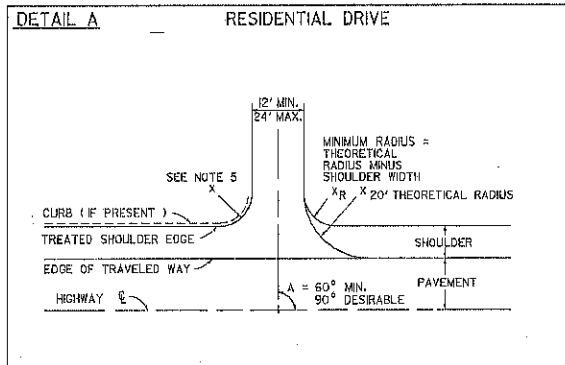 DETAIL A
RESIDENTIAL DRIVE
12' MIN.
24' MAX.
MINIMUM RADIUS =
THEORETICAL
RADIUS MINUS
SHOULDER WIDTH
SEE NOTE 5
X
XR
X 20' THEORETICAL RADIUS
CURB (IF PRESENT)
TREATED SHOULDER EDGE
SHOULDER
EDGE OF TRAVELED WAY
A = 60° MIN.
90° DESIRABLE
PAVEMENT
HIGHWAY ℄